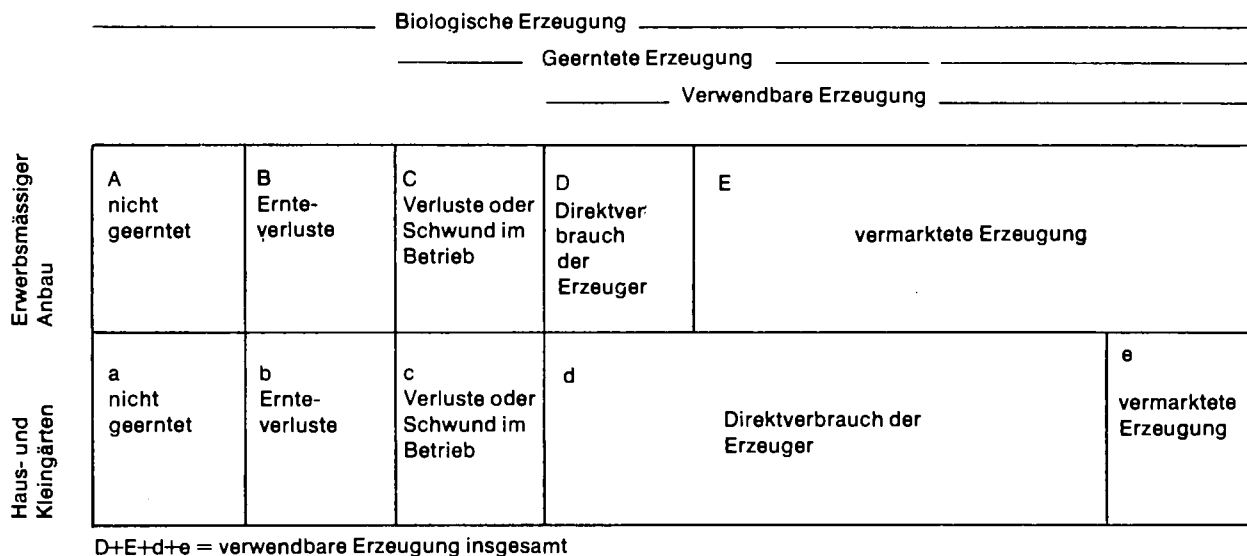 Biologische Erzeugung
Geerntete Erzeugung
Verwendbare Erzeugung
Erwerbsmässiger
Anbau
A
nicht
geerntet
B
Ernte-
verluste
C
Verluste oder
Schwund im
Betrieb
D
Direktver
brauch
der
Erzeuger
E
vermarktete Erzeugung
Haus- und
Kleingärten
a
nicht
geerntet
b
Ernte-
verluste
c
Verluste oder
Schwund im
Betrieb
d
Direktverbrauch der
Erzeuger
e
vermarktete
Erzeugung
D+E+d+e = verwendbare Erzeugung insgesamt